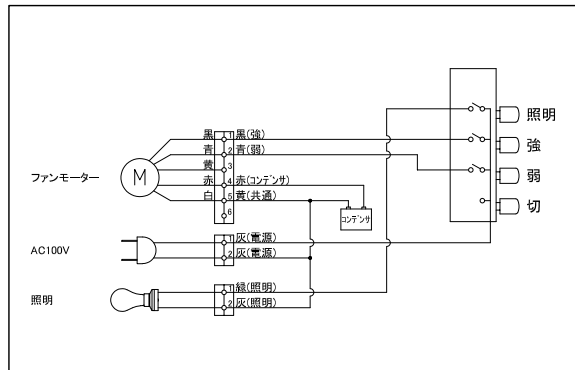 照明
強
弱
切
ファンモーター
M
黒 1 黒(強)
青 2 青(弱)
黄 3
赤 4 赤(コンデンサ)
白 5 黄(共通)
6
コンデンサ
AC100V
1 灰(電源)
2 灰(電源)
照明
1 緑(照明)
2 灰(照明)